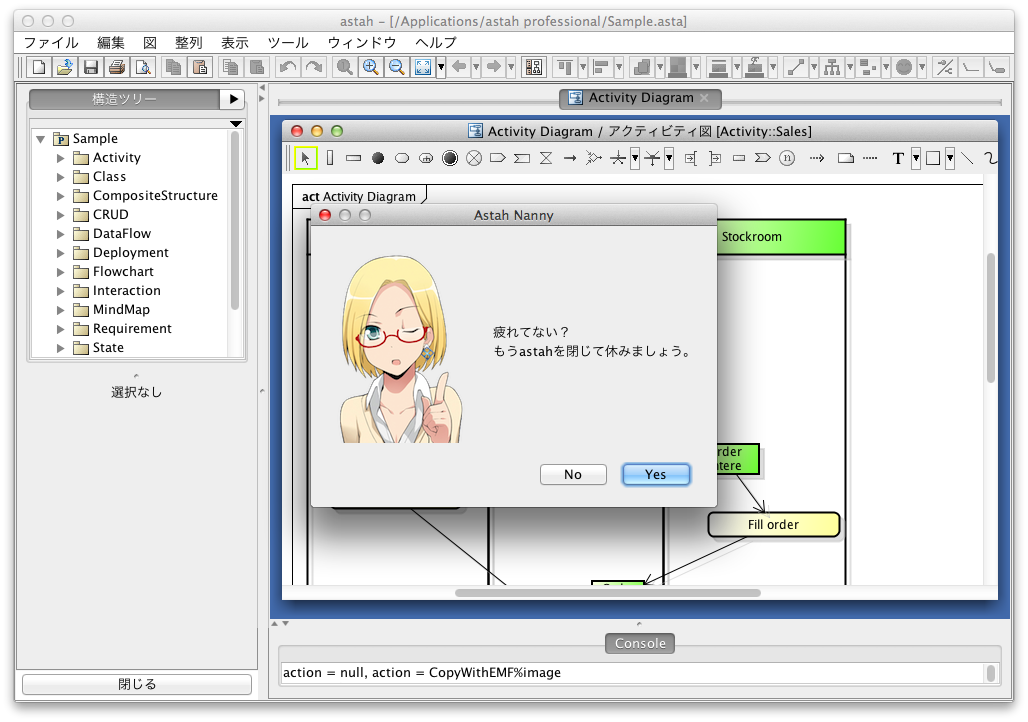 astah - [/Applications/astah professional/Sample.asta]
ファイル 編集 図 整列 表示 ツール ウィンドウ ヘルプ
構造ツリー
Sample
Activity
Class
CompositeStructure
CRUD
DataFlow
Deployment
Flowchart
Interaction
MindMap
Requirement
State
選択なし
閉じる
Activity Diagram
Activity Diagram / アクティビティ図 [Activity::Sales]
T
act Activity Diagram
Stockroom
Astah Nanny
疲れてない？
もうastahを閉じて休みましょう。
No Yes
Fill order
Console
action = null, action = CopyWithEMF%image